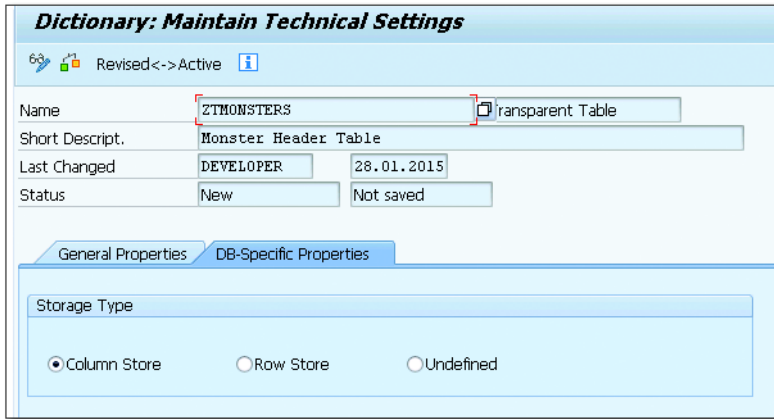 Dictionary: Maintain Technical Settings
Revised<->Active
Name ZTMONSTERS Transparent Table
Short Descript. Monster Header Table
Last Changed DEVELOPER 28.01.2015
Status New Not saved
General Properties DB-Specific Properties
Storage Type
Column Store Row Store Undefined